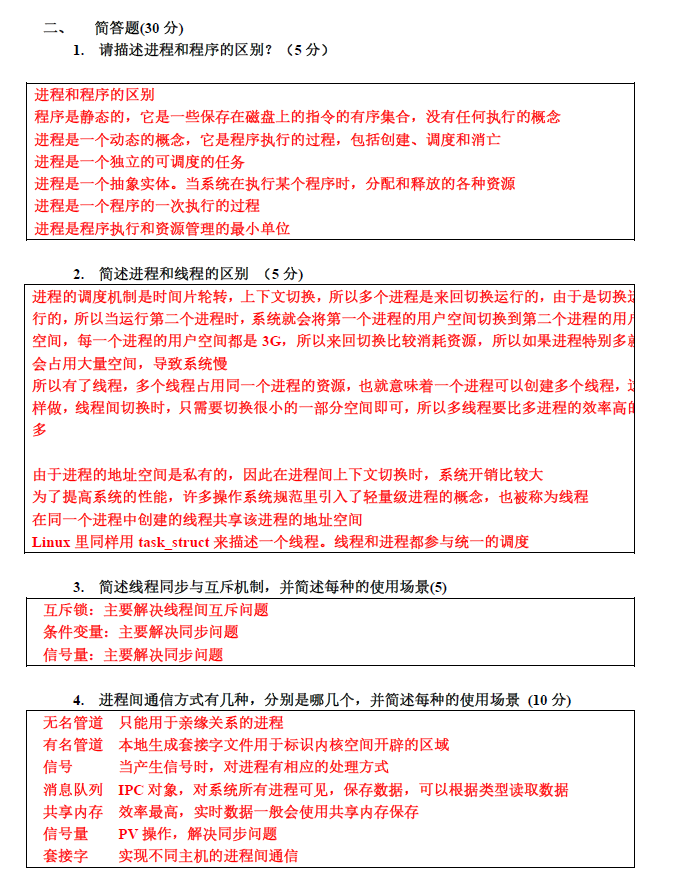 二、 简答题(30 分)
1. 请描述进程和程序的区别？（5 分）
进程和程序的区别
程序是静态的，它是一些保存在磁盘上的指令的有序集合，没有任何执行的概念
进程是一个动态的概念，它是程序执行的过程，包括创建、调度和消亡
进程是一个独立的可调度的任务
进程是一个抽象实体。当系统在执行某个程序时，分配和释放的各种资源
进程是一个程序的一次执行的过程
进程是程序执行和资源管理的最小单位
2. 简述进程和线程的区别 （5 分)
进程的调度机制是时间片轮转，上下文切换，所以多个进程是来回切换运行的，由于是切换运
行的，所以当运行第二个进程时，系统就会将第一个进程的用户空间切换到第二个进程的用户
空间，每一个进程的用户空间都是 3G，所以来回切换比较消耗资源，所以如果进程特别多就
会占用大量空间，导致系统慢
所以有了线程，多个线程占用同一个进程的资源，也就意味着一个进程可以创建多个线程，这
样做，线程间切换时，只需要切换很小的一部分空间即可，所以多线程要比多进程的效率高的
多
由于进程的地址空间是私有的，因此在进程间上下文切换时，系统开销比较大
为了提高系统的性能，许多操作系统规范里引入了轻量级进程的概念，也被称为线程
在同一个进程中创建的线程共享该进程的地址空间
Linux 里同样用 task_struct 来描述一个线程。线程和进程都参与统一的调度
3. 简述线程同步与互斥机制，并简述每种的使用场景(5)
互斥锁：主要解决线程间互斥问题
条件变量：主要解决同步问题
信号量：主要解决同步问题
4. 进程间通信方式有几种，分别是哪几个，并简述每种的使用场景 (10 分)
无名管道 只能用于亲缘关系的进程
有名管道 本地生成套接字文件用于标识内核空间开辟的区域
信号 当产生信号时，对进程有相应的处理方式
消息队列 IPC 对象，对系统所有进程可见，保存数据，可以根据类型读取数据
共享内存 效率最高，实时数据一般会使用共享内存保存
信号量 PV 操作，解决同步问题
套接字 实现不同主机的进程间通信